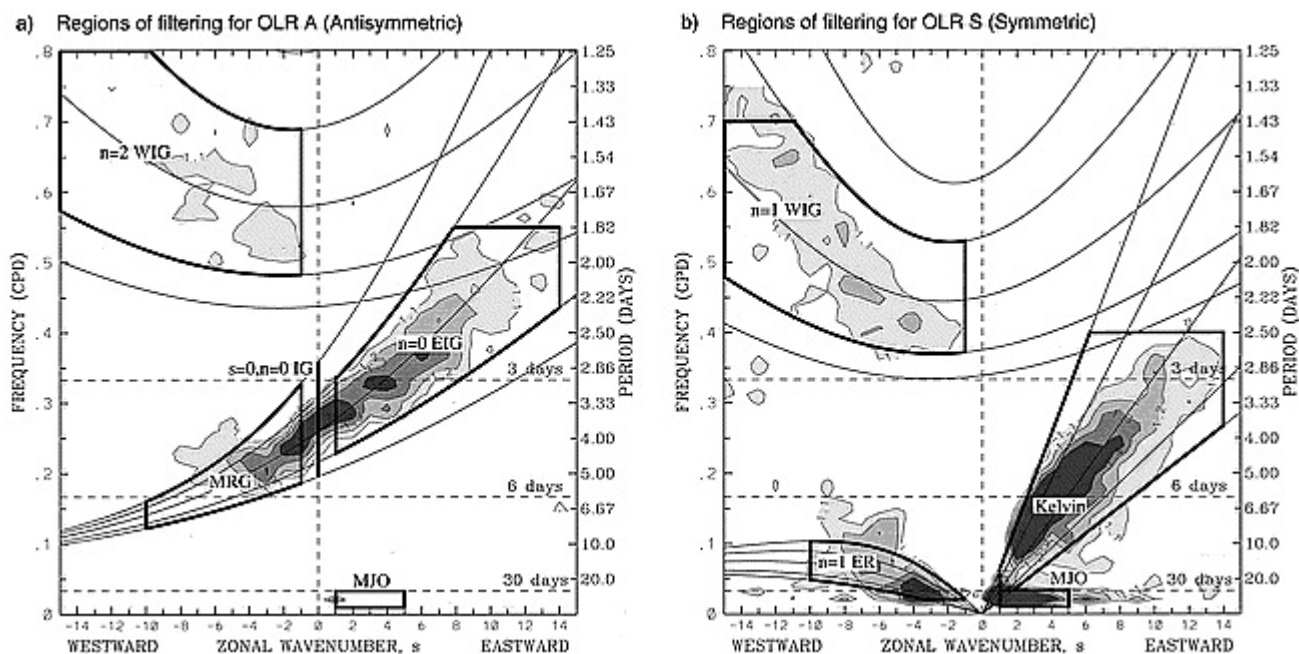 a) Regions of filtering for OLR A (Antisymmetric)
.8
.7
.6
.5
.4
.3
.2
.1
0
FREQUENCY (CPD)
1.25
1.33
1.43
1.54
1.67
1.82
2.00
2.22
2.50
2.86
3.33
4.00
5.00
6.67
10.0
20.0
PERIOD (DAYS)
n=2 WIG
n=0 EIG
s=0,n=0 IG
3 days
MRG
6 days
MJO
30 days
-14 -12 -10 -8 -6 -4 -2 0 2 4 6 8 10 12 14
WESTWARD ZONAL WAVENUMBER, s EASTWARD
b) Regions of filtering for OLR S (Symmetric)
.8
.7
.6
.5
.4
.3
.2
.1
0
FREQUENCY (CPD)
1.25
1.33
1.43
1.54
1.67
1.82
2.00
2.22
2.50
2.86
3.33
4.00
5.00
6.67
10.0
20.0
PERIOD (DAYS)
n=1 WIG
3 days
6 days
Kelvin
n=1 ER
MJO
30 days
-14 -12 -10 -8 -6 -4 -2 0 2 4 6 8 10 12 14
WESTWARD ZONAL WAVENUMBER, s EASTWARD